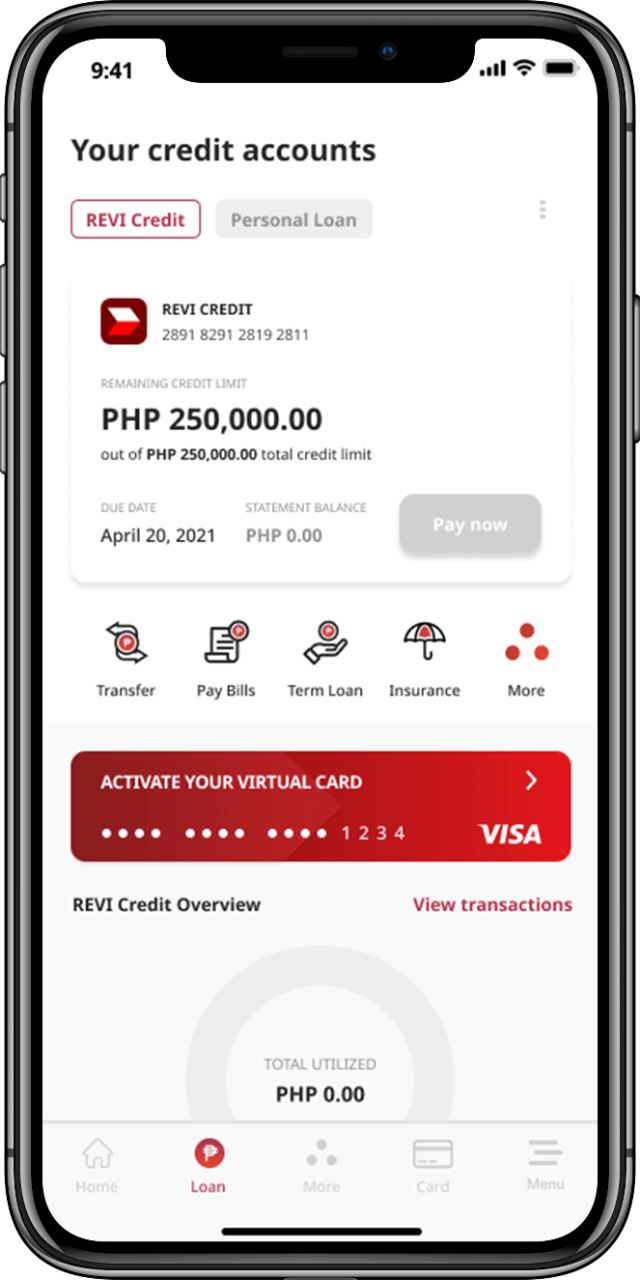 9:41
Your credit accounts
REVI Credit
Personal Loan
REVI CREDIT
2891 8291 2819 2811
REMAINING CREDIT LIMIT
PHP 250,000.00
out of PHP 250,000.00 total credit limit
DUE DATE
STATEMENT BALANCE
April 20, 2021
PHP 0.00
Pay now
Transfer
Pay Bills
Term Loan
Insurance
More
ACTIVATE YOUR VIRTUAL CARD
•••• •••• •••• 1234
VISA
REVI Credit Overview
View transactions
TOTAL UTILIZED
PHP 0.00
Home
Loan
More
Card
Menu